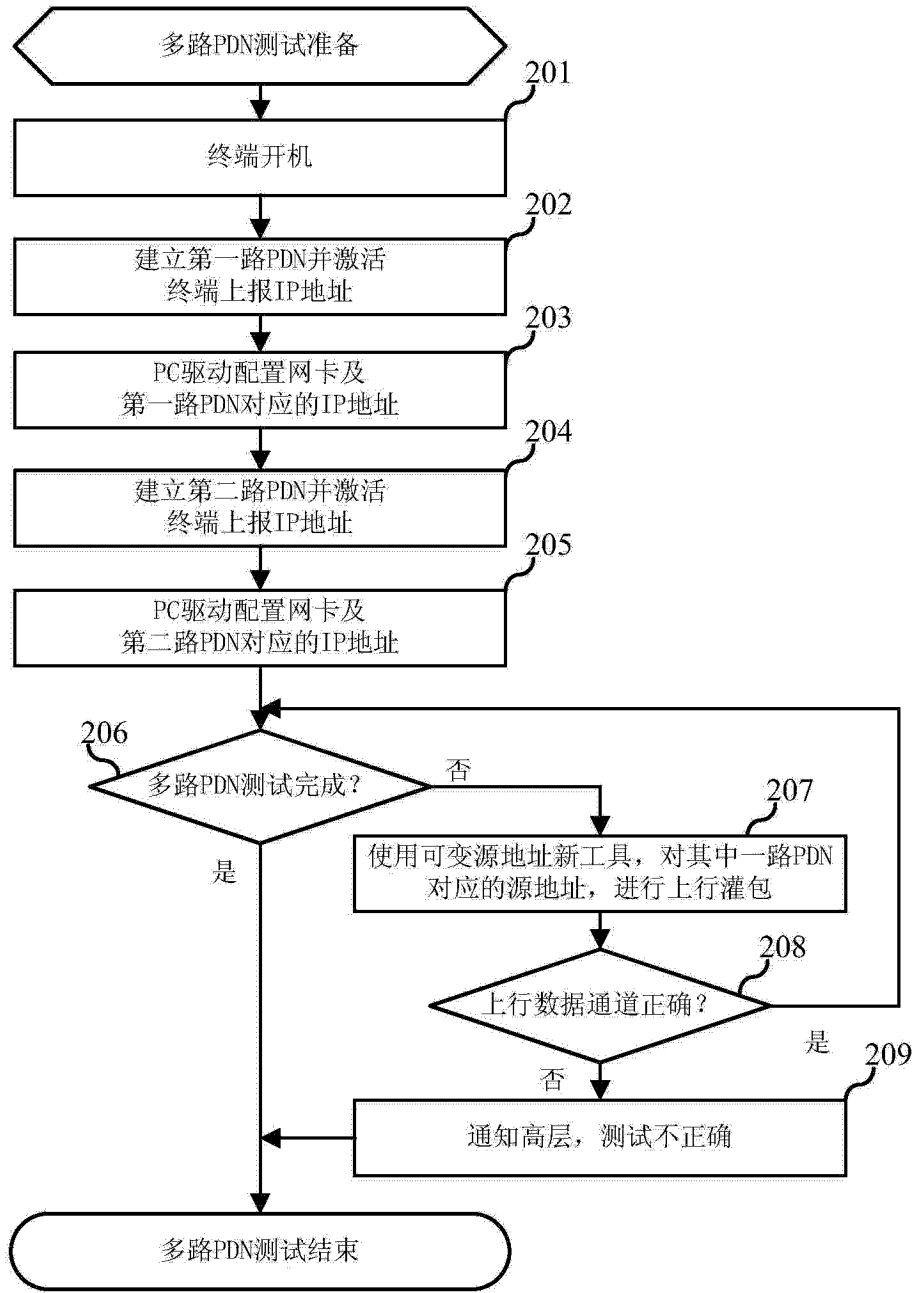 多路PDN测试准备
201
终端开机
202
建立第一路PDN并激活
终端上报IP地址
203
PC驱动配置网卡及
第一路PDN对应的IP地址
204
建立第二路PDN并激活
终端上报IP地址
205
PC驱动配置网卡及
第二路PDN对应的IP地址
206
多路PDN测试完成?
否
是
207
使用可变源地址新工具，对其中一路PDN
对应的源地址，进行上行灌包
208
上行数据通道正确?
是
否
209
通知高层，测试不正确
多路PDN测试结束